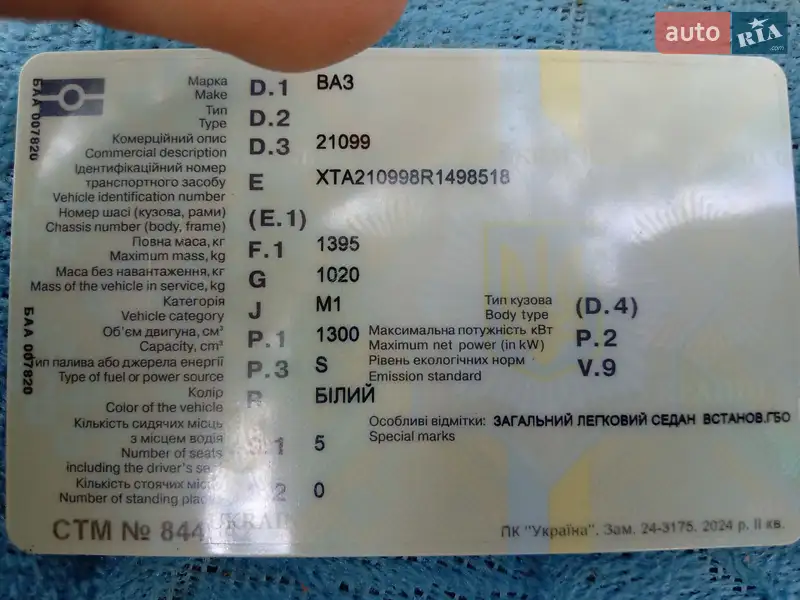 auto RIA .com
БАА 007820
Марка D.1 ВАЗ
Make
Тип D.2
Type
Комерційний опис D.3 21099
Commercial description
Ідентифікаційний номер
транспортного засобу E XTA210998R1498518
Vehicle identification number
Номер шасі (кузова, рами) (E.1)
Chassis number (body, frame)
Повна маса, кг F.1 1395
Maximum mass, kg
Маса без навантаження, кг G 1020
Mass of the vehicle in service, kg
Категорія J M1 Тип кузова (D.4)
Vehicle category Body type
Об'єм двигуна, см³ P.1 1300 Максимальна потужність кВт P.2
Capacity, cm³ Maximum net power (in kW)
БАА 007820
Тип палива або джерела енергії P.3 S Рівень екологічних норм V.9
Type of fuel or power source Emission standard
Колір R БІЛИЙ
Color of the vehicle
Кількість сидячих місць Особливі відмітки: ЗАГАЛЬНИЙ ЛЕГКОВИЙ СЕДАН ВСТАНОВ.ГБО
з місцем водія .1 5 Special marks
Number of seats
including the driver's
Кількість стоячих .2 0
Number of standing
СТМ № 844 UKRAI ПК "Україна". Зам. 24-3175. 2024 р. II кв.